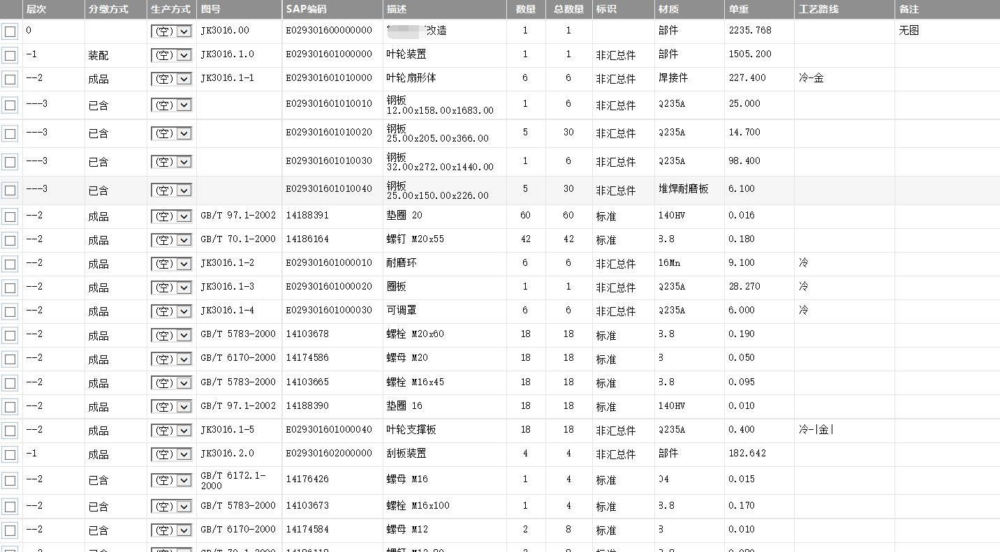 层次 分缴方式 生产方式 图号 SAP编码 描述 数量 总数量 标识 材质 单重 工艺路线 备注
0 (空) JK3016.00 E029301600000000 改造 1 1 部件 2235.768 无图
-1 装配 (空) JK3016.1.0 E029301601000000 叶轮装置 1 1 非汇总件 部件 1505.200
--2 成品 (空) JK3016.1-1 E029301601010000 叶轮扇形体 6 6 非汇总件 焊接件 227.400 冷-金
---3 已含 (空) E029301601010010 钢板 12.00x158.00x1683.00 1 6 非汇总件 Q235A 25.000
---3 已含 (空) E029301601010020 钢板 25.00x205.00x366.00 5 30 非汇总件 Q235A 14.700
---3 已含 (空) E029301601010030 钢板 32.00x272.00x1440.00 1 6 非汇总件 Q235A 98.400
---3 已含 (空) E029301601010040 钢板 25.00x150.00x226.00 5 30 非汇总件 堆焊耐磨板 6.100
--2 成品 (空) GB/T 97.1-2002 14188391 垫圈 20 60 60 标准 140HV 0.016
--2 成品 (空) GB/T 70.1-2000 14186164 螺钉 M20x55 42 42 标准 8.8 0.180
--2 成品 (空) JK3016.1-2 E029301601000010 耐磨环 6 6 非汇总件 16Mn 9.100 冷
--2 成品 (空) JK3016.1-3 E029301601000020 圈板 1 1 非汇总件 Q235A 28.270 冷
--2 成品 (空) JK3016.1-4 E029301601000030 可调罩 6 6 非汇总件 Q235A 6.000 冷
--2 成品 (空) GB/T 5783-2000 14103678 螺栓 M20x60 18 18 标准 8.8 0.190
--2 成品 (空) GB/T 6170-2000 14174586 螺母 M20 18 18 标准 8 0.050
--2 成品 (空) GB/T 5783-2000 14103665 螺栓 M16x45 18 18 标准 8.8 0.095
--2 成品 (空) GB/T 97.1-2002 14188390 垫圈 16 18 18 标准 140HV 0.010
--2 成品 (空) JK3016.1-5 E029301601000040 叶轮支撑板 18 18 非汇总件 Q235A 0.400 冷-|金|
-1 成品 (空) JK3016.2.0 E029301602000000 刮板装置 4 4 非汇总件 部件 182.642
--2 已含 (空) GB/T 6172.1-2000 14176426 螺母 M16 1 4 标准 04 0.015
--2 已含 (空) GB/T 5783-2000 14103673 螺栓 M16x100 1 4 标准 8.8 0.170
--2 已含 (空) GB/T 6170-2000 14174584 螺母 M12 2 8 标准 8 0.010